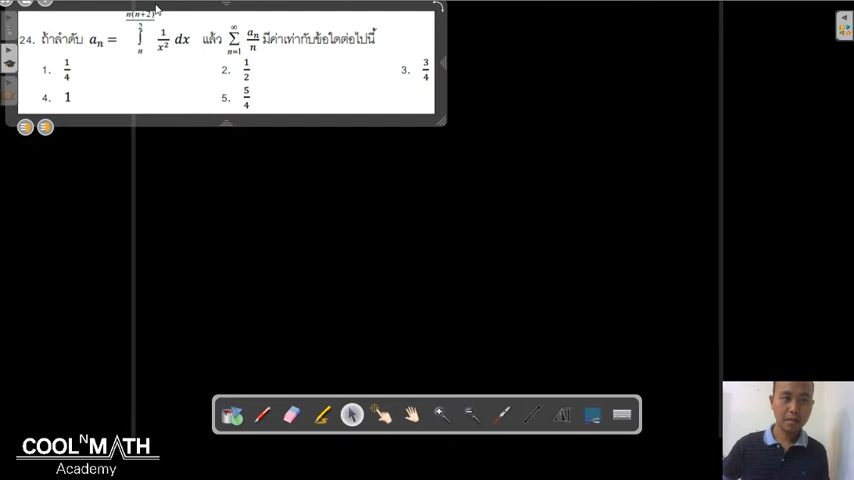 24. ถ้าลำดับ aₙ = ∫ₙ^(n(n+2)/2) 1/x² dx แล้ว ∑ₙ₌₁^∞ aₙ/n มีค่าเท่ากับข้อใดต่อไปนี้
1. 1/4 2. 1/2 3. 3/4
4. 1 5. 5/4
AI
COOL N MATH
Academy